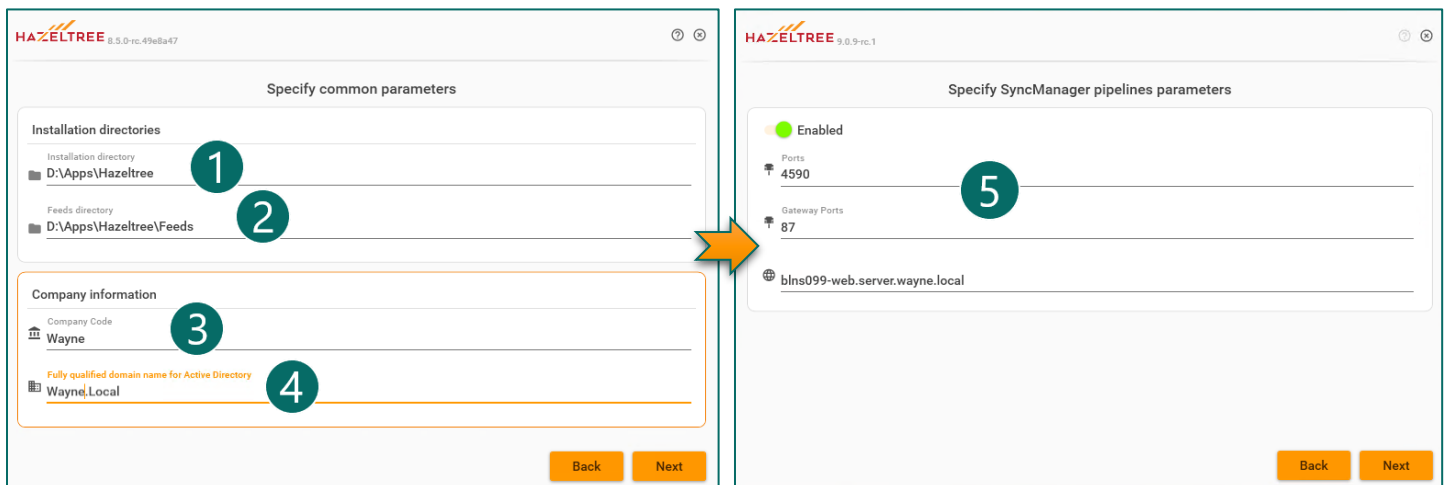 HAZELTREE 8.5.0-rc.49e8a47
Specify common parameters
Installation directories
Installation directory
D:\Apps\Hazeltree
1
Feeds directory
D:\Apps\Hazeltree\Feeds
2
Company information
Company Code
Wayne
3
Fully qualified domain name for Active Directory
Wayne.Local
4
Back Next
HAZELTREE 9.0.9-rc.1
Specify SyncManager pipelines parameters
Enabled
Ports
4590
5
Gateway Ports
87
blns099-web.server.wayne.local
Back Next